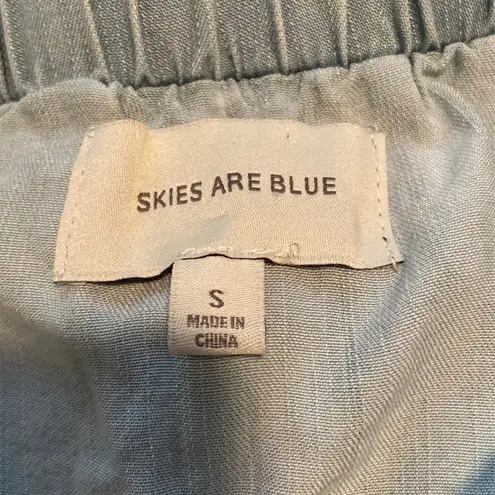 SKIES ARE BLUE
S
MADE IN
CHINA